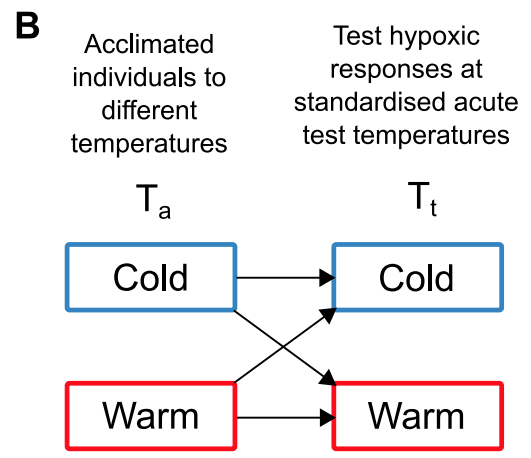 B
Acclimated
individuals to
different
temperatures
Test hypoxic
responses at
standardised acute
test temperatures
Ta
Tt
Cold
Cold
Warm
Warm